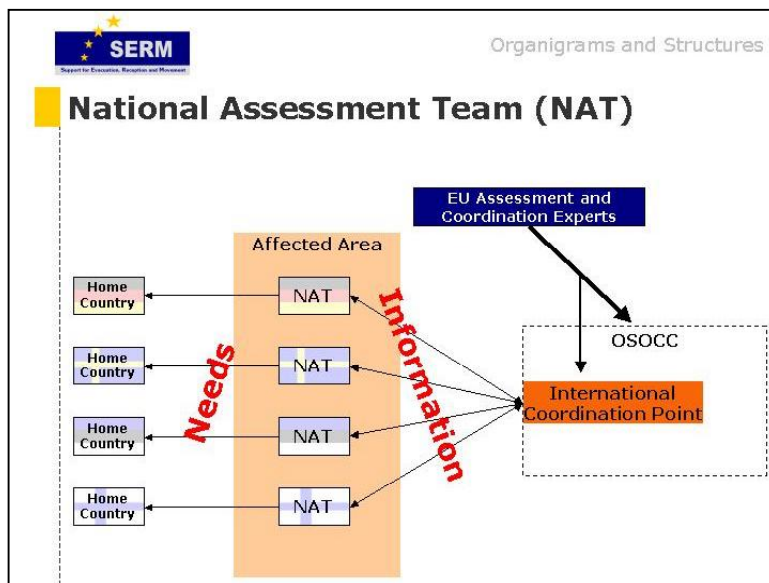 SERM
Support for Evacuation, Reception and Movement
Organigrams and Structures
National Assessment Team (NAT)
EU Assessment and
Coordination Experts
Affected Area
Home
Country
NAT
Home
Country
NAT
Home
Country
NAT
Home
Country
NAT
Needs
Information
OSOCC
International
Coordination Point